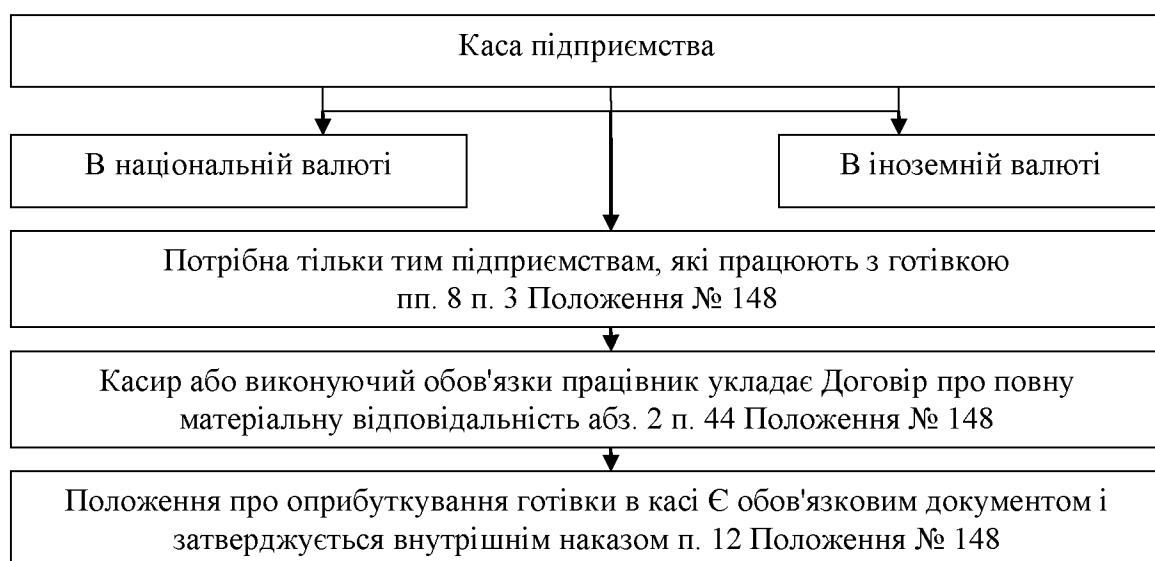 Каса підприємства
В національній валюті
В іноземній валюті
Потрібна тільки тим підприємствам, які працюють з готівкою
пп. 8 п. 3 Положення № 148
Касир або виконуючий обов'язки працівник укладає Договір про повну
матеріальну відповідальність абз. 2 п. 44 Положення № 148
Положення про оприбуткування готівки в касі Є обов'язковим документом і
затверджується внутрішнім наказом п. 12 Положення № 148